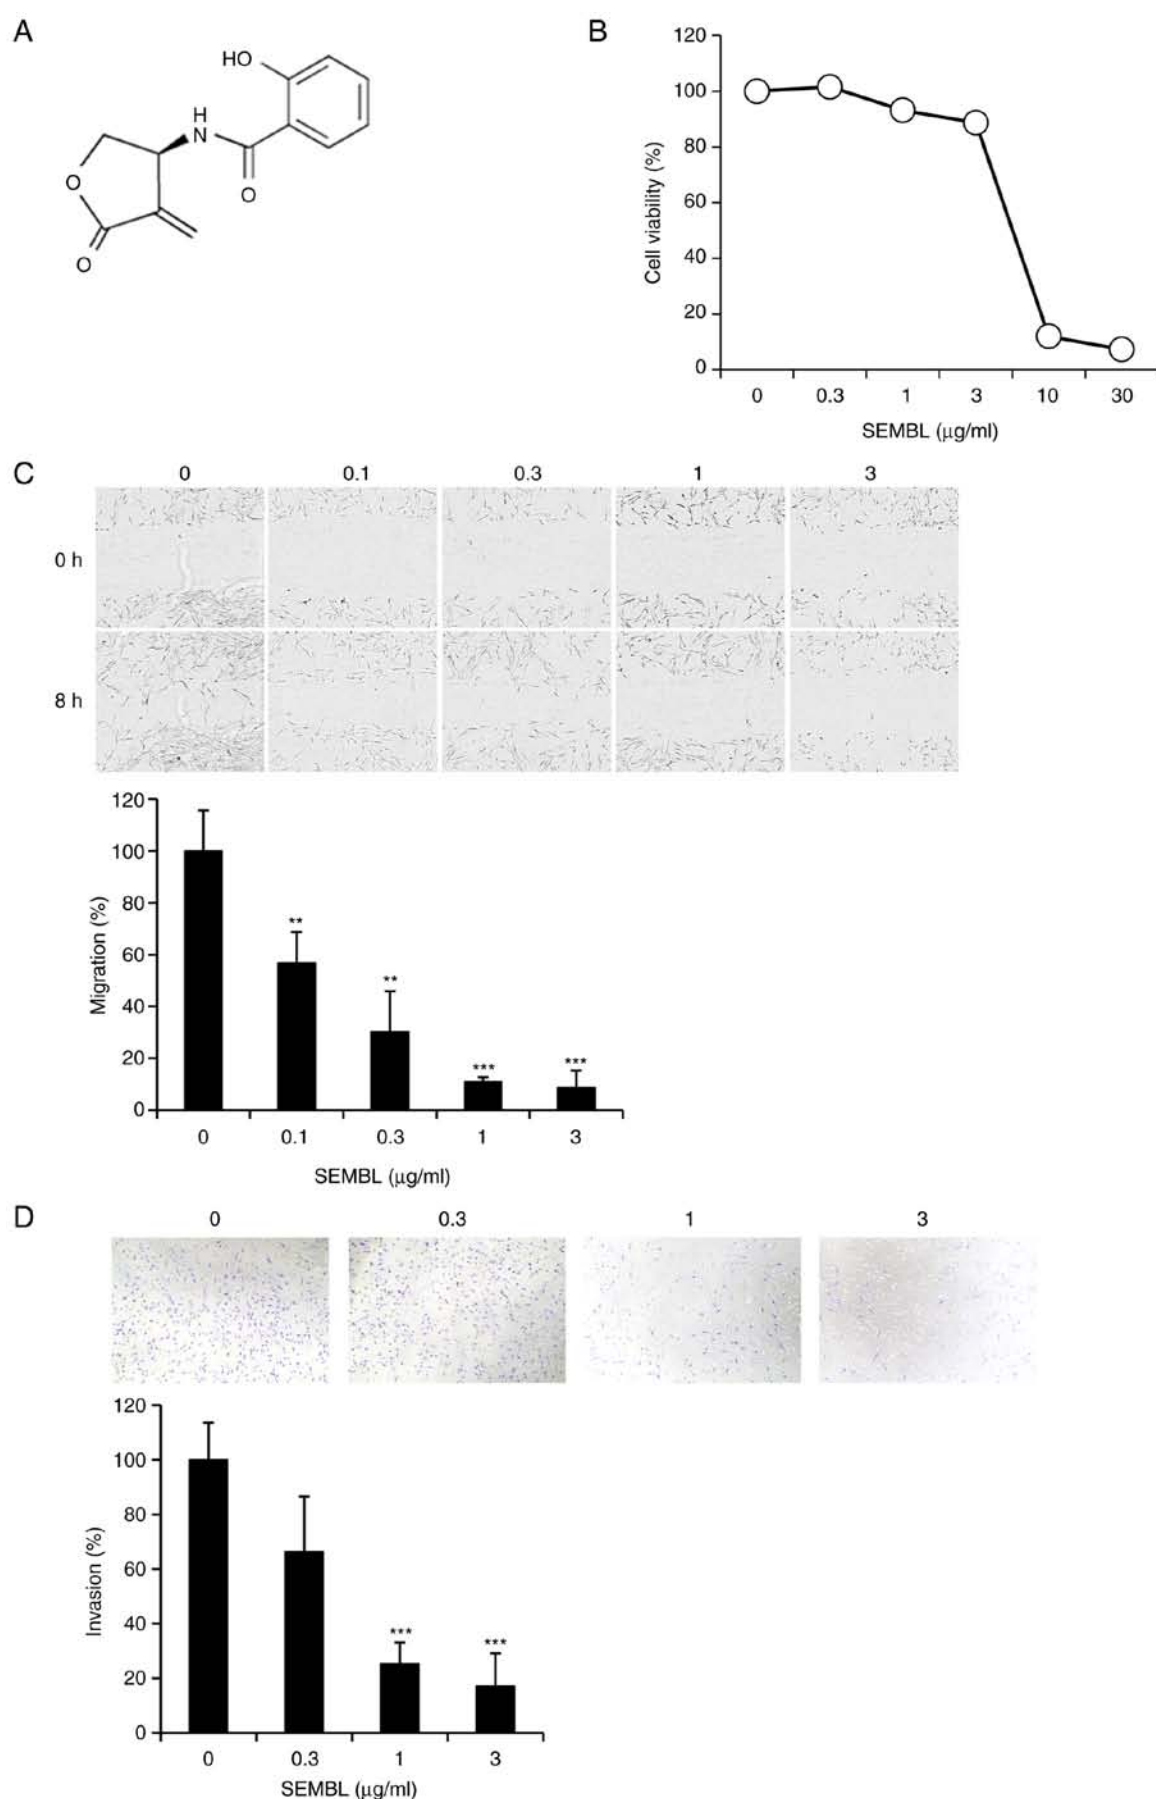 A
HO
H
N
O
O
O
B
120
100
80
60
40
20
0
Cell viability (%)
0 0.3 1 3 10 30
SEMBL (μg/ml)
C
0 0.1 0.3 1 3
0 h
8 h
120
100
80
60
40
20
0
Migration (%)
**
**
***
***
0 0.1 0.3 1 3
SEMBL (μg/ml)
D
0 0.3 1 3
120
100
80
60
40
20
0
Invasion (%)
***
***
0 0.3 1 3
SEMBL (μg/ml)